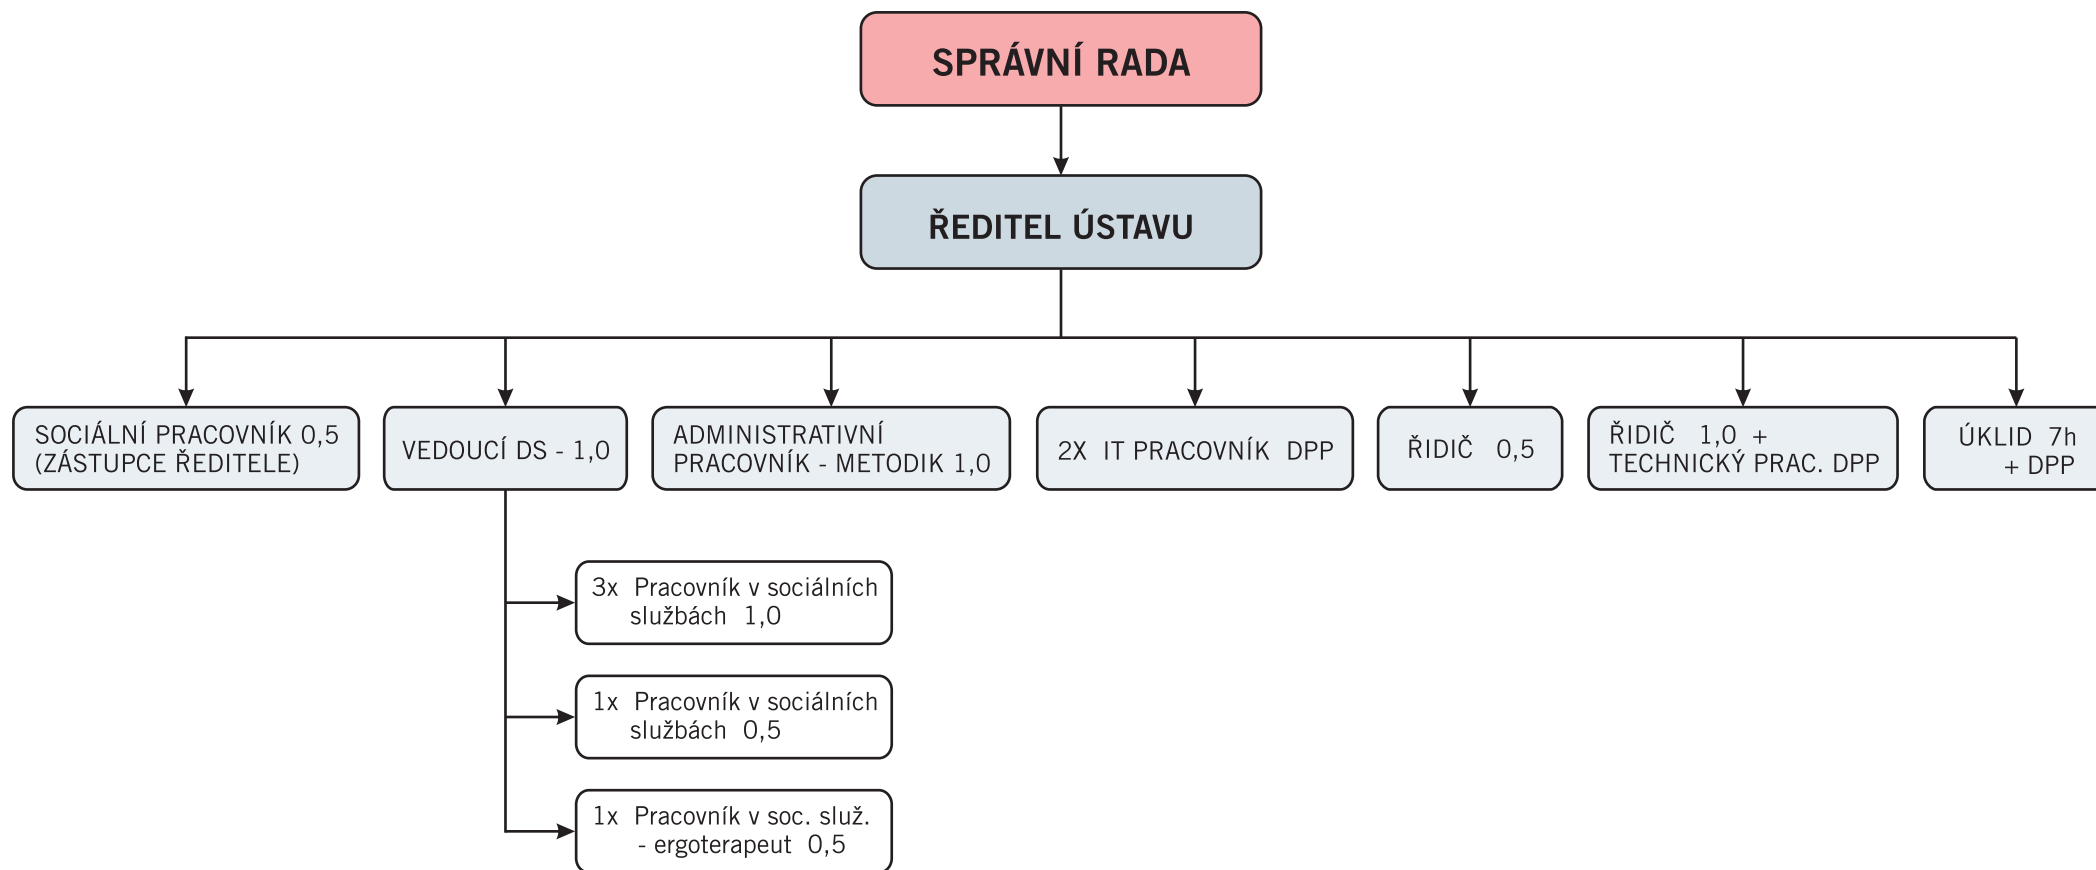 SPRÁVNÍ RADA
ŘEDITEL ÚSTAVU
SOCIÁLNÍ PRACOVNÍK 0,5
(ZÁSTUPCE ŘEDITELE)
VEDOUCÍ DS - 1,0
ADMINISTRATIVNÍ
PRACOVNÍK - METODIK 1,0
2X IT PRACOVNÍK DPP
ŘIDIČ 0,5
ŘIDIČ 1,0 +
TECHNICKÝ PRAC. DPP
ÚKLID 7h
+ DPP
3x Pracovník v sociálních
službách 1,0
1x Pracovník v sociálních
službách 0,5
1x Pracovník v soc. služ.
- ergoterapeut 0,5